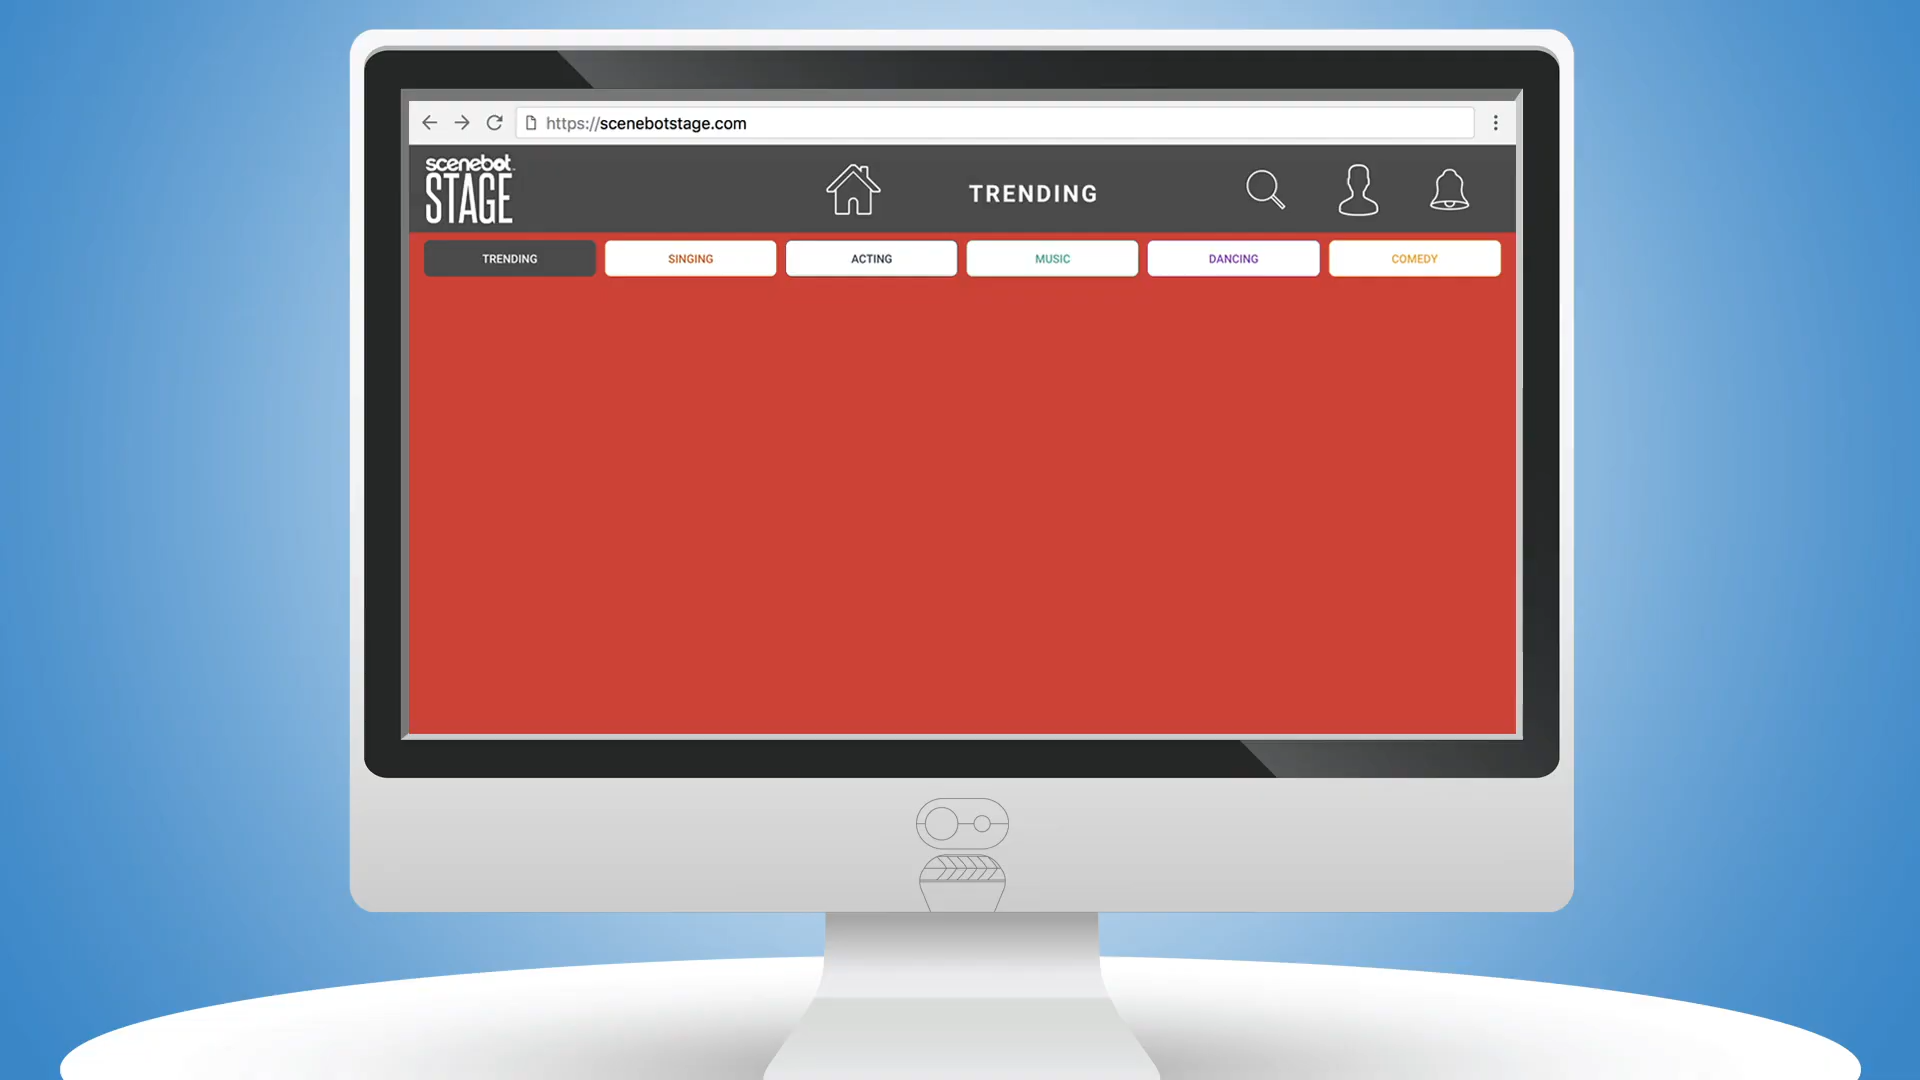 https://scenebotstage.com
scenebot
STAGE
TRENDING
TRENDING
SINGING
ACTING
MUSIC
DANCING
COMEDY